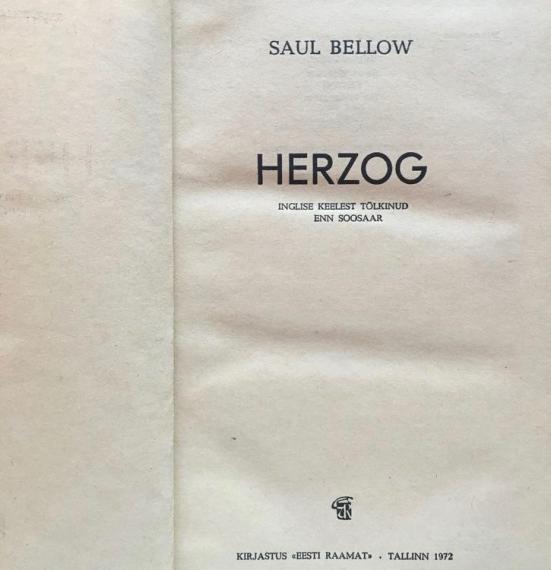 SAUL BELLOW
HERZOG
INGLISE KEELEST TÕLKINUD
ENN SOOSAAR
KIRJASTUS «EESTI RAAMAT» • TALLINN 1972